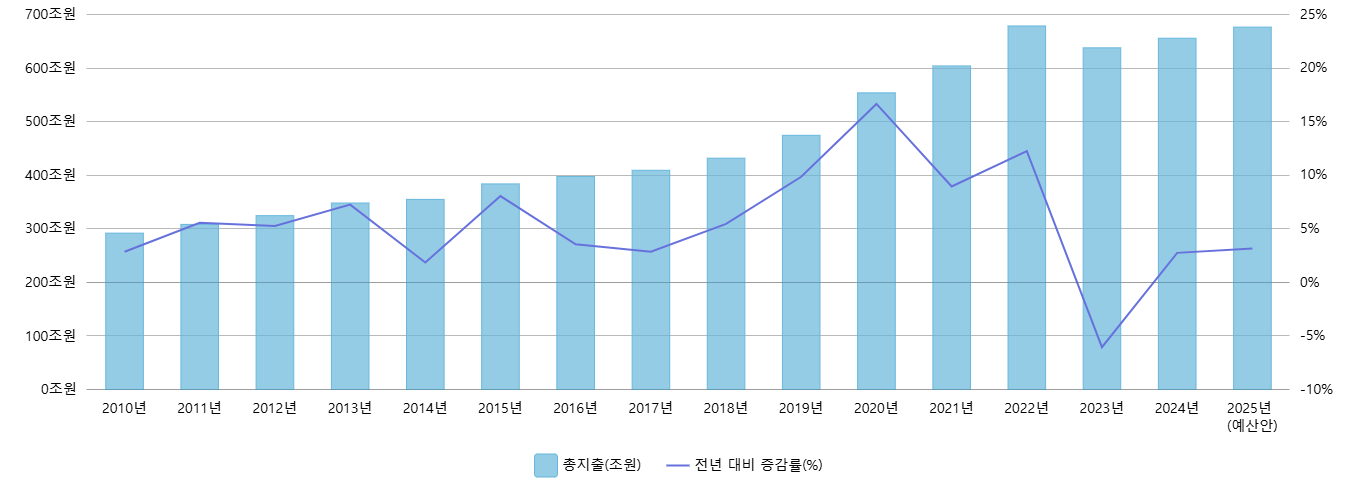 700조원 25%
600조원 20%
500조원 15%
400조원 10%
300조원 5%
200조원 0%
100조원 -5%
0조원 -10%
2010년 2011년 2012년 2013년 2014년 2015년 2016년 2017년 2018년 2019년 2020년 2021년 2022년 2023년 2024년 2025년
(예산안)
총지출(조원) 전년 대비 증감률(%)